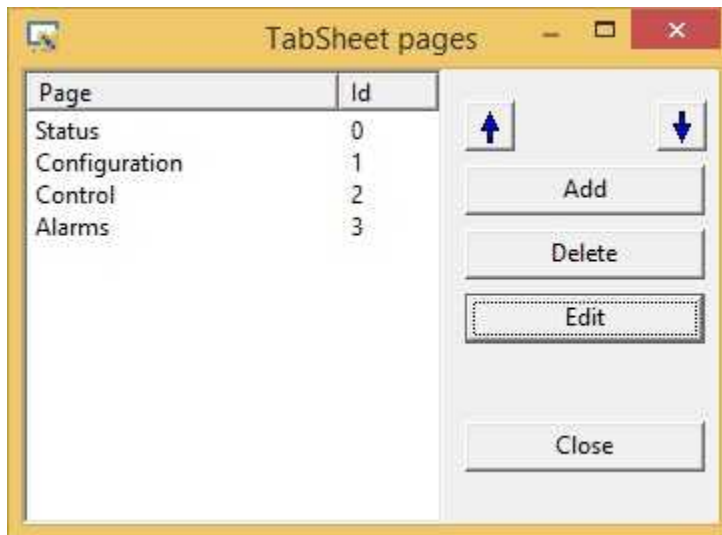 TabSheet pages
Page Id
Status 0
Configuration 1
Control 2
Alarms 3
Add
Delete
Edit
Close